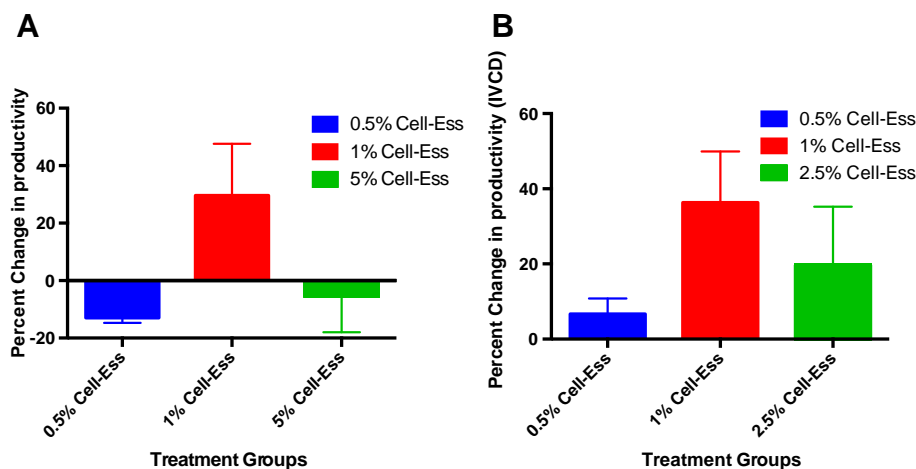 A
Percent Change in productivity
60
40
20
0
-20
0.5% Cell-Ess
1% Cell-Ess
5% Cell-Ess
0.5% Cell-Ess
1% Cell-Ess
5% Cell-Ess
Treatment Groups
B
Percent Change in productivity (IVCD)
60
40
20
0
0.5% Cell-Ess
1% Cell-Ess
2.5% Cell-Ess
0.5% Cell-Ess
1% Cell-Ess
2.5% Cell-Ess
Treatment Groups